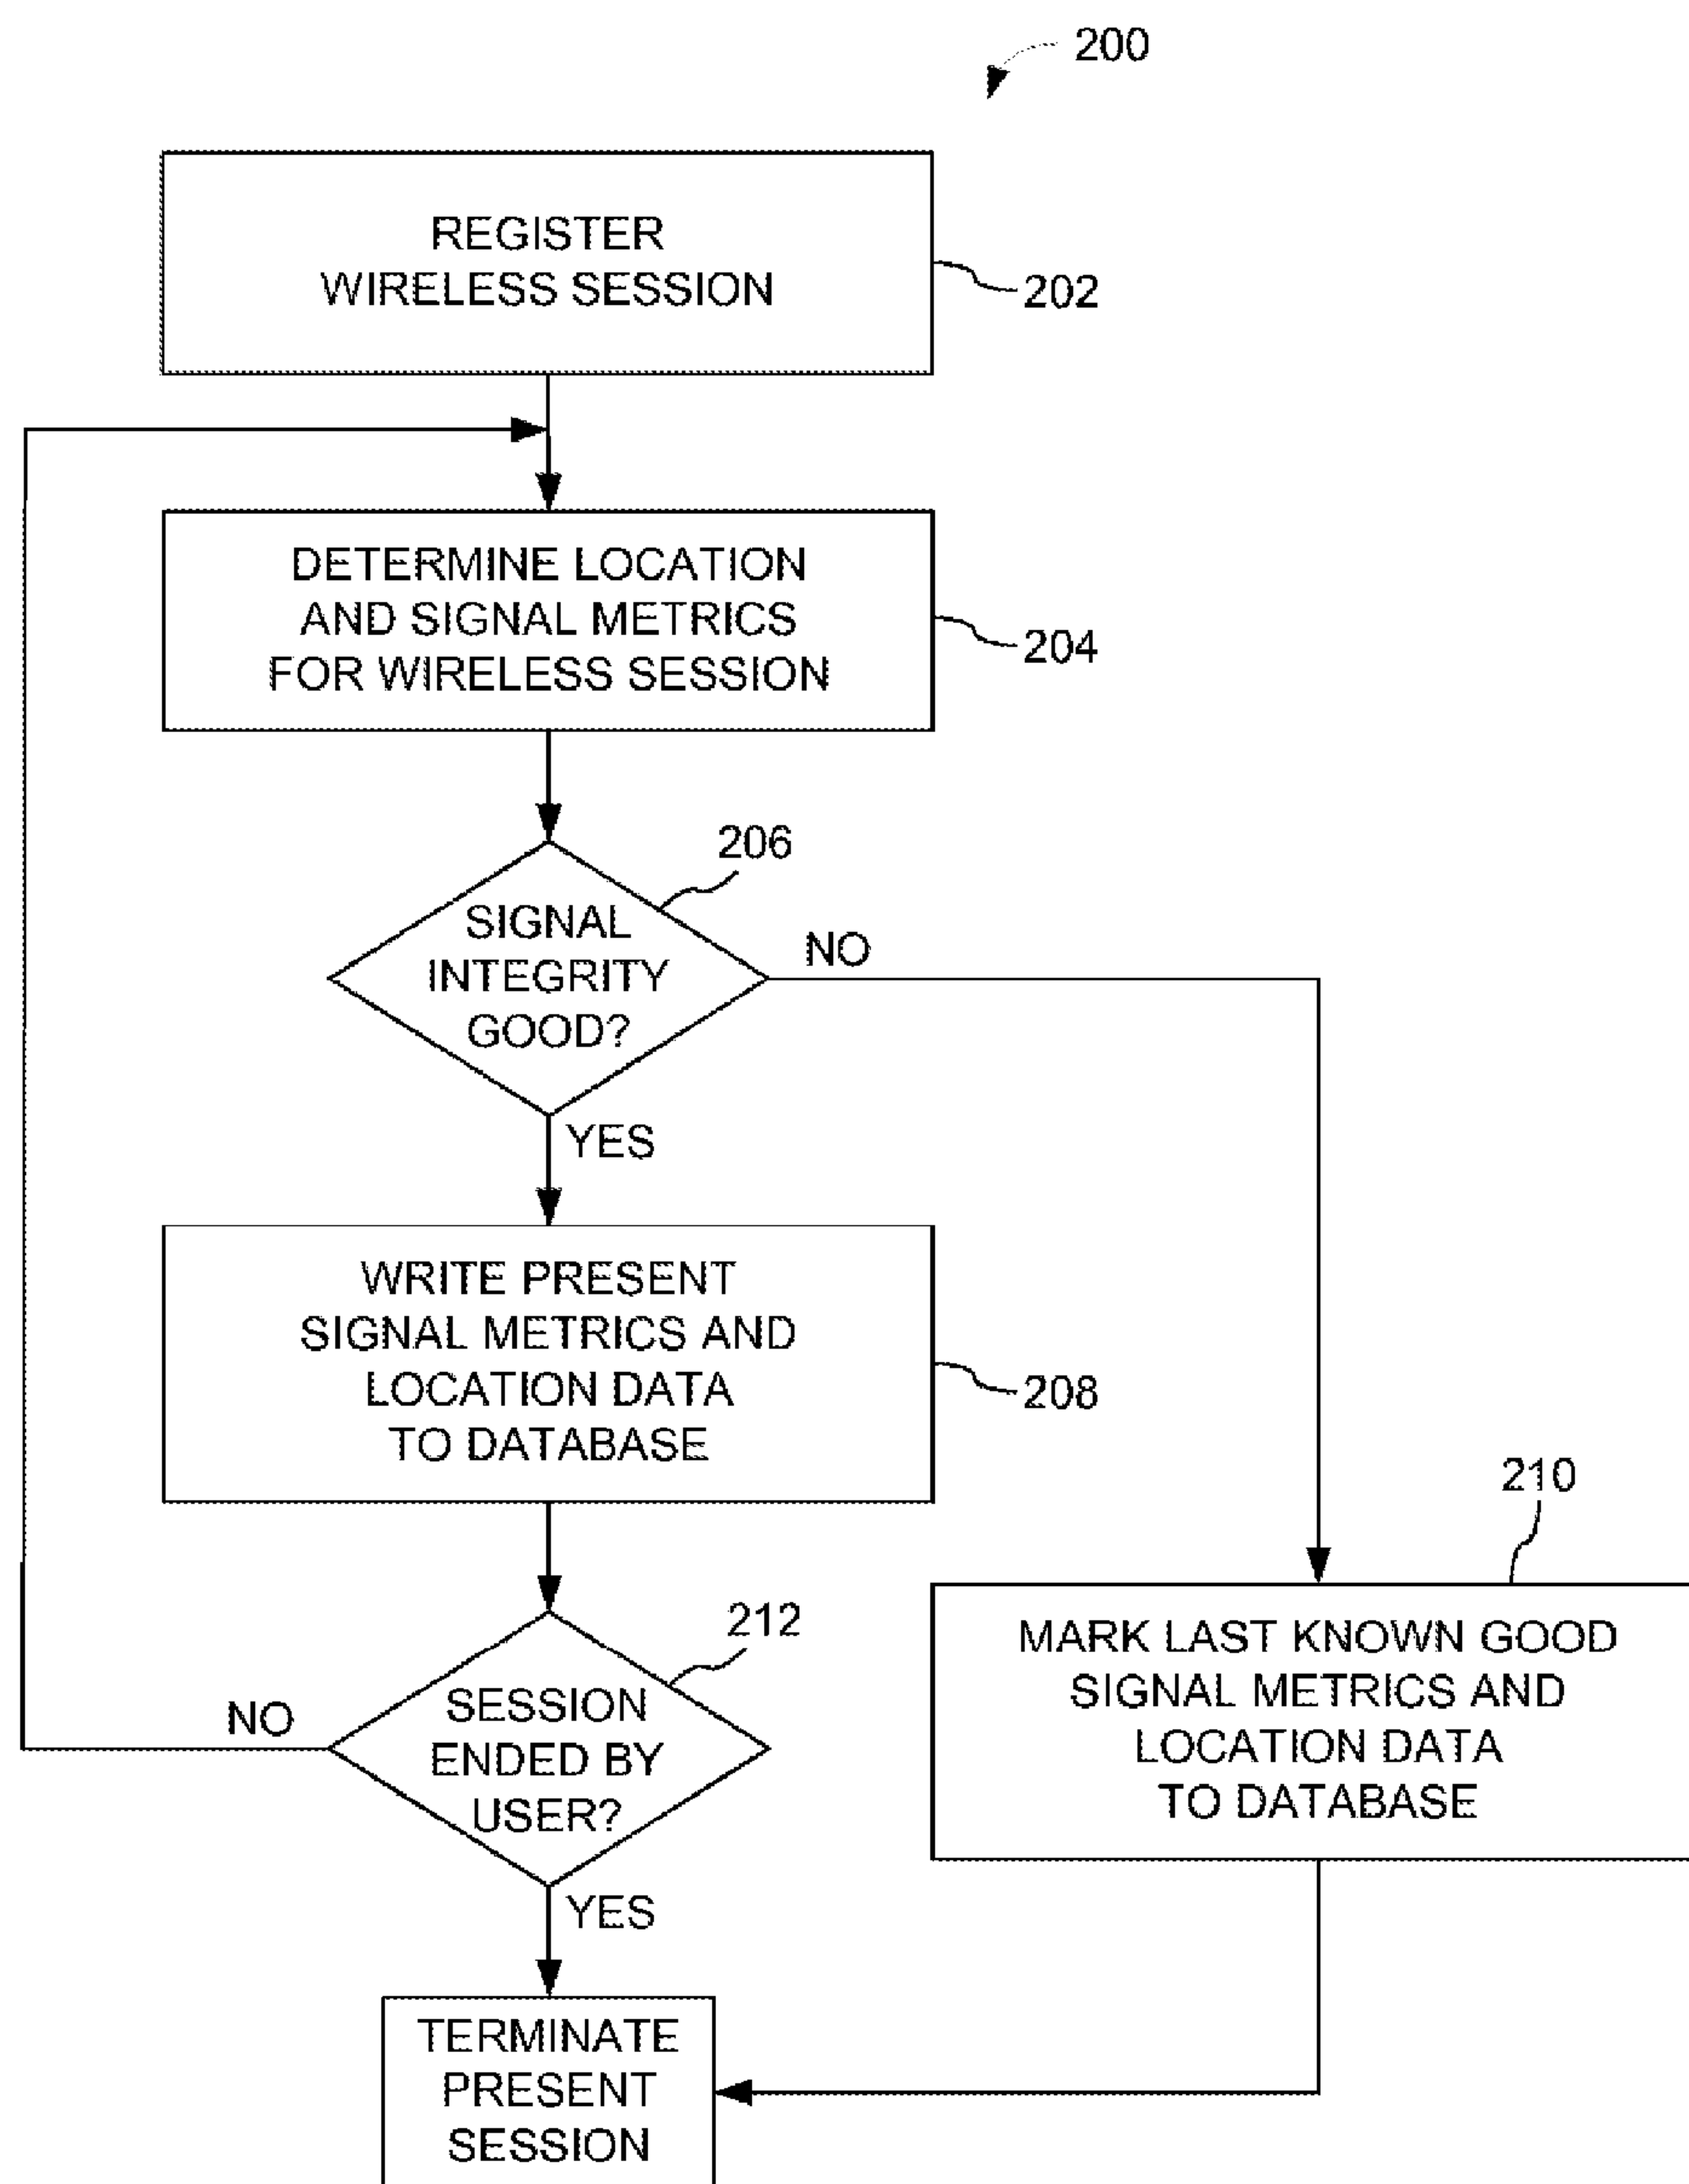 200
REGISTER
WIRELESS SESSION
202
DETERMINE LOCATION
AND SIGNAL METRICS
FOR WIRELESS SESSION
204
206
SIGNAL
INTEGRITY
GOOD?
NO
YES
WRITE PRESENT
SIGNAL METRICS AND
LOCATION DATA
TO DATABASE
208
210
MARK LAST KNOWN GOOD
SIGNAL METRICS AND
LOCATION DATA
TO DATABASE
212
SESSION
ENDED BY
USER?
NO
YES
TERMINATE
PRESENT
SESSION